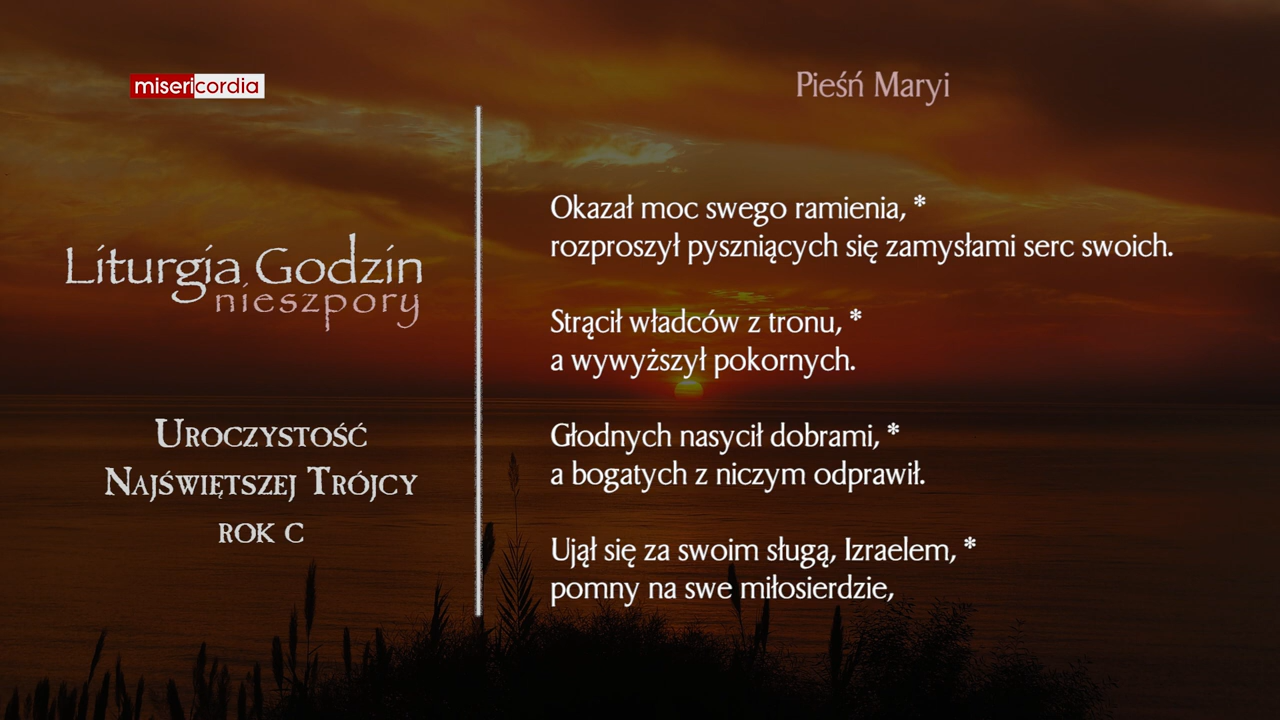 misericordia
Liturgia Godzin
nieszpory
Uroczystość
Najświętszej Trójcy
rok C
Pieśń Maryi
Okazał moc swego ramienia, *
rozproszył pyszniących się zamysłami serc swoich.
Strącił władców z tronu, *
a wywyższył pokornych.
Głodnych nasycił dobrami, *
a bogatych z niczym odprawił.
Ujął się za swoim sługą, Izraelem, *
pomny na swe miłosierdzie,